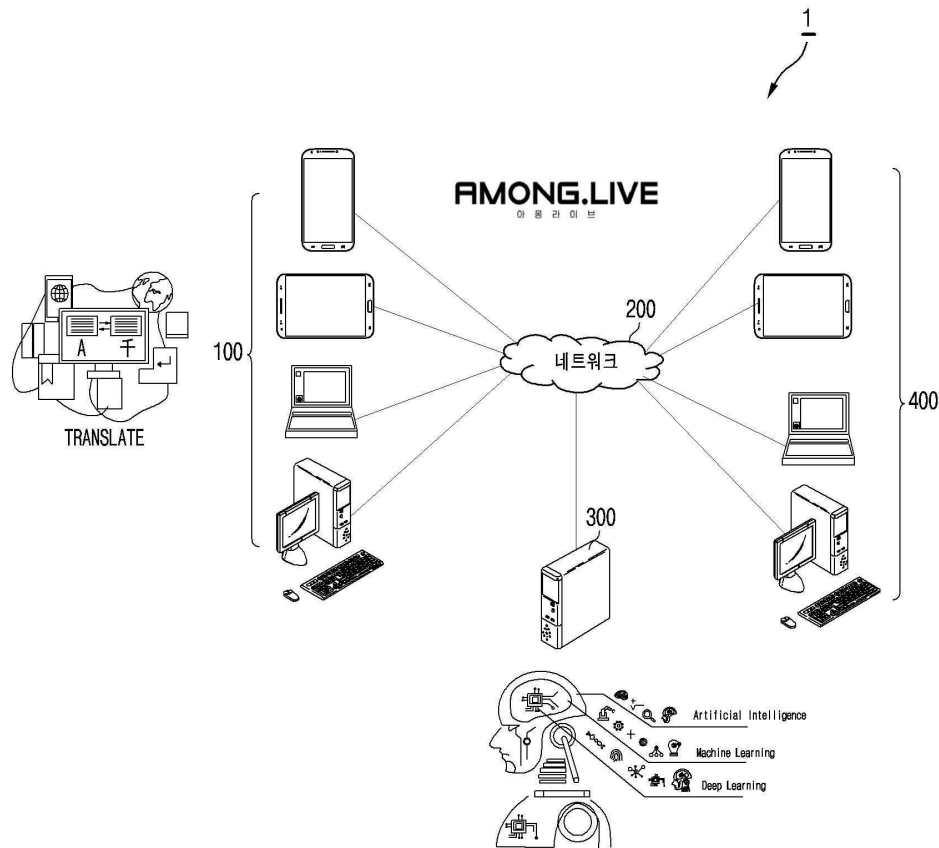 1
AMONG.LIVE
아몽라이브
200
네트워크
100
400
A 千
TRANSLATE
300
Artificial Intelligence
Machine Learning
Deep Learning